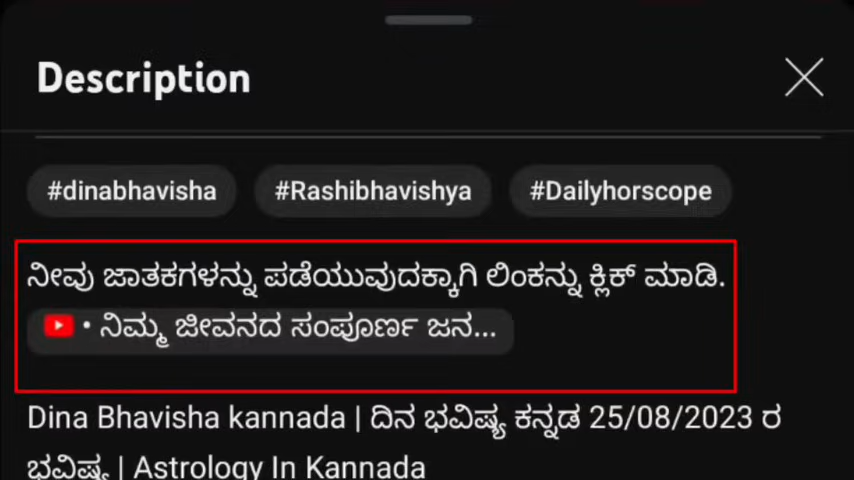 Description
#dinabhavisha #Rashibhavishya #Dailyhorscope
ನೀವು ಜಾತಕಗಳನ್ನು ಪಡೆಯುವುದಕ್ಕಾಗಿ ಲಿಂಕನ್ನು ಕ್ಲಿಕ್ ಮಾಡಿ.
• ನಿಮ್ಮ ಜೀವನದ ಸಂಪೂರ್ಣ ಜನ...
Dina Bhavisha kannada | ದಿನ ಭವಿಷ್ಯ ಕನ್ನಡ 25/08/2023 ರ
ಭವಿಷ್ಯ | Astrology In Kannada